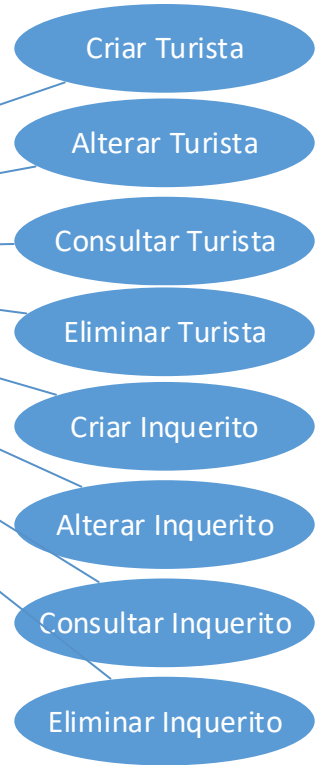 Criar Turista
Alterar Turista
Consultar Turista
Eliminar Turista
Criar Inquerito
Alterar Inquerito
Consultar Inquerito
Eliminar Inquerito